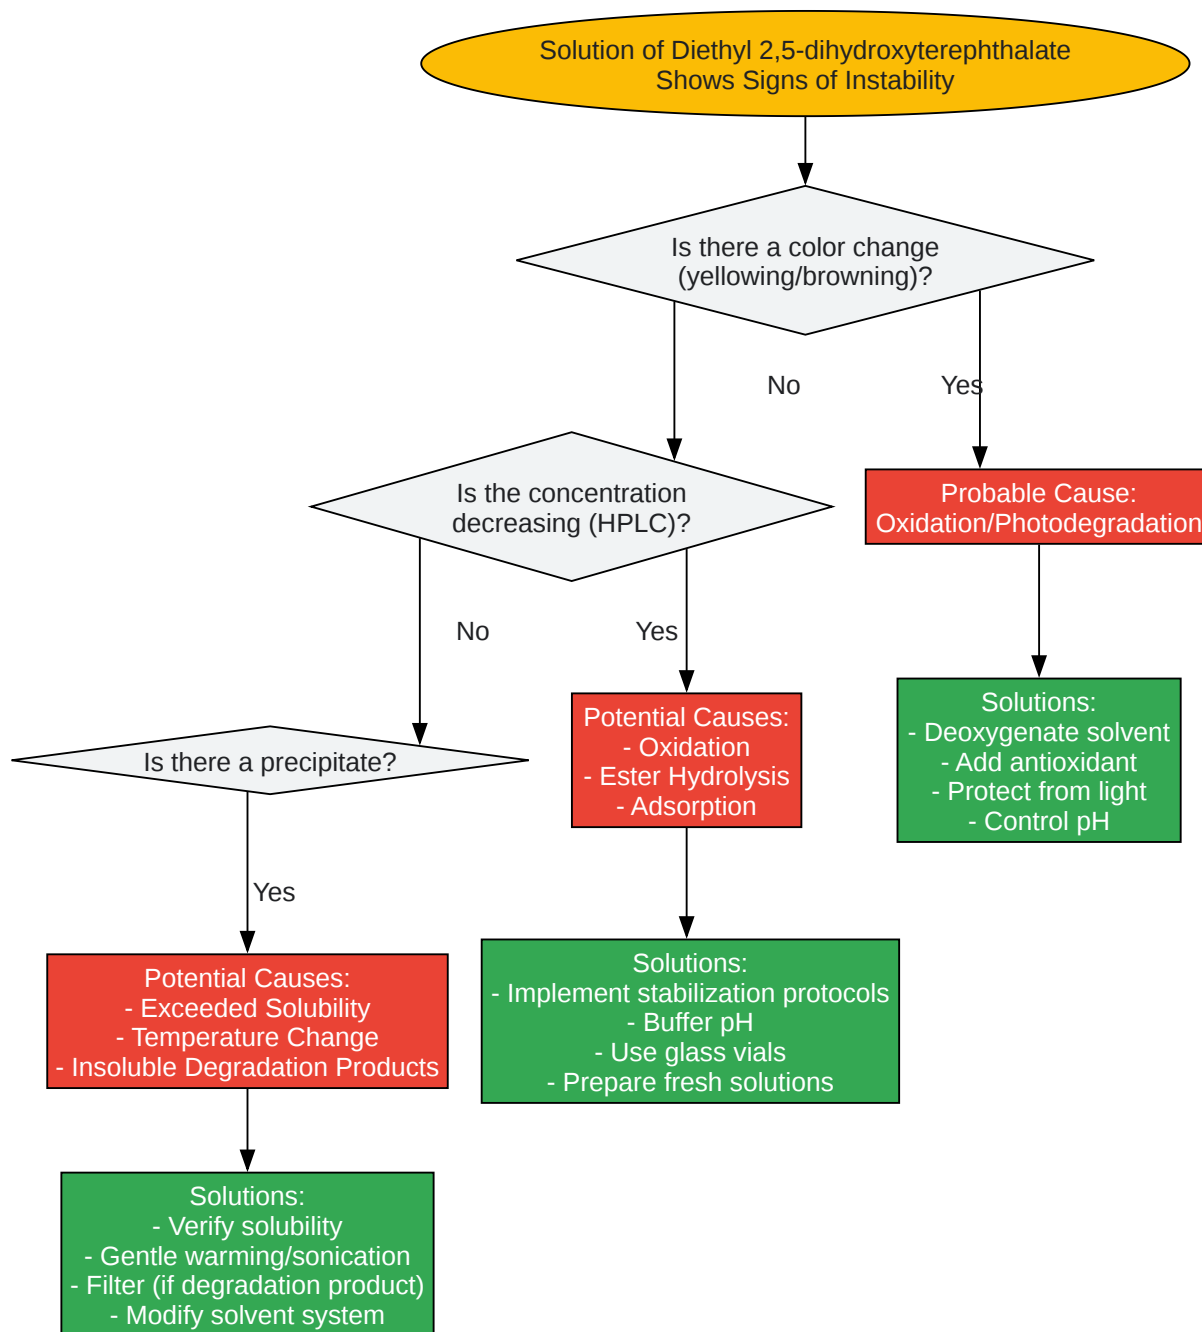 Solution of Diethyl 2,5-dihydroxyterephthalate
Shows Signs of Instability
Is there a color change
(yellowing/browning)?
No
Yes
Is the concentration
decreasing (HPLC)?
Probable Cause:
Oxidation/Photodegradation
No
Yes
Solutions:
- Deoxygenate solvent
- Add antioxidant
- Protect from light
- Control pH
Is there a precipitate?
Potential Causes:
- Oxidation
- Ester Hydrolysis
- Adsorption
Yes
Potential Causes:
- Exceeded Solubility
- Temperature Change
- Insoluble Degradation Products
Solutions:
- Implement stabilization protocols
- Buffer pH
- Use glass vials
- Prepare fresh solutions
Solutions:
- Verify solubility
- Gentle warming/sonication
- Filter (if degradation product)
- Modify solvent system